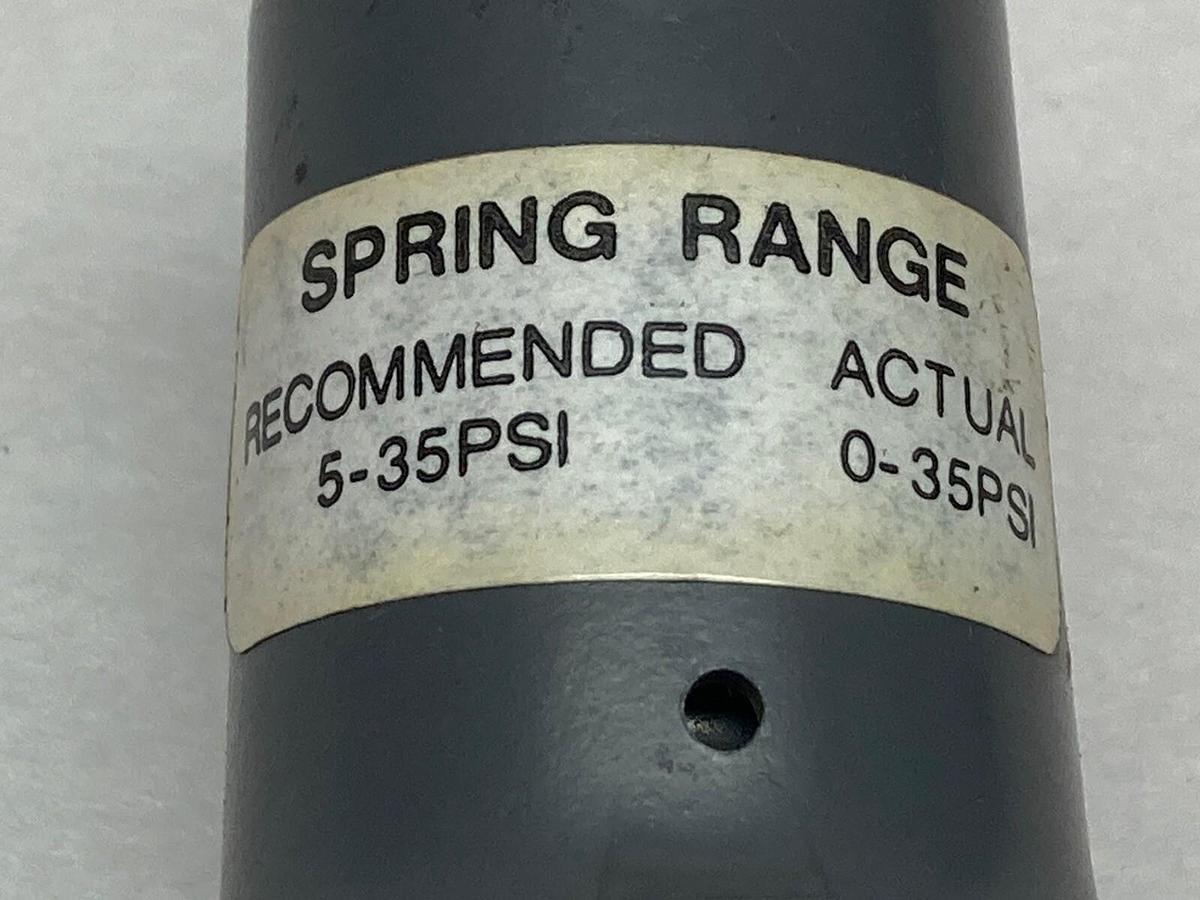 SPRING RANGE
RECOMMENDED ACTUAL
5-35PSI 0-35PSI